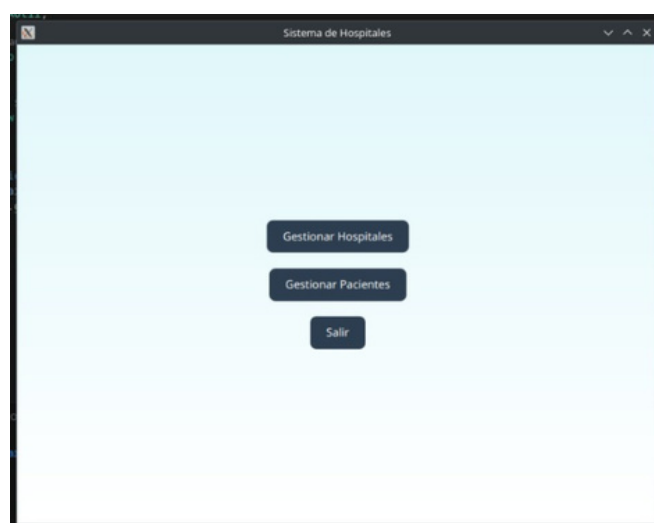 Sistema de Hospitales
Gestionar Hospitales
Gestionar Pacientes
Salir